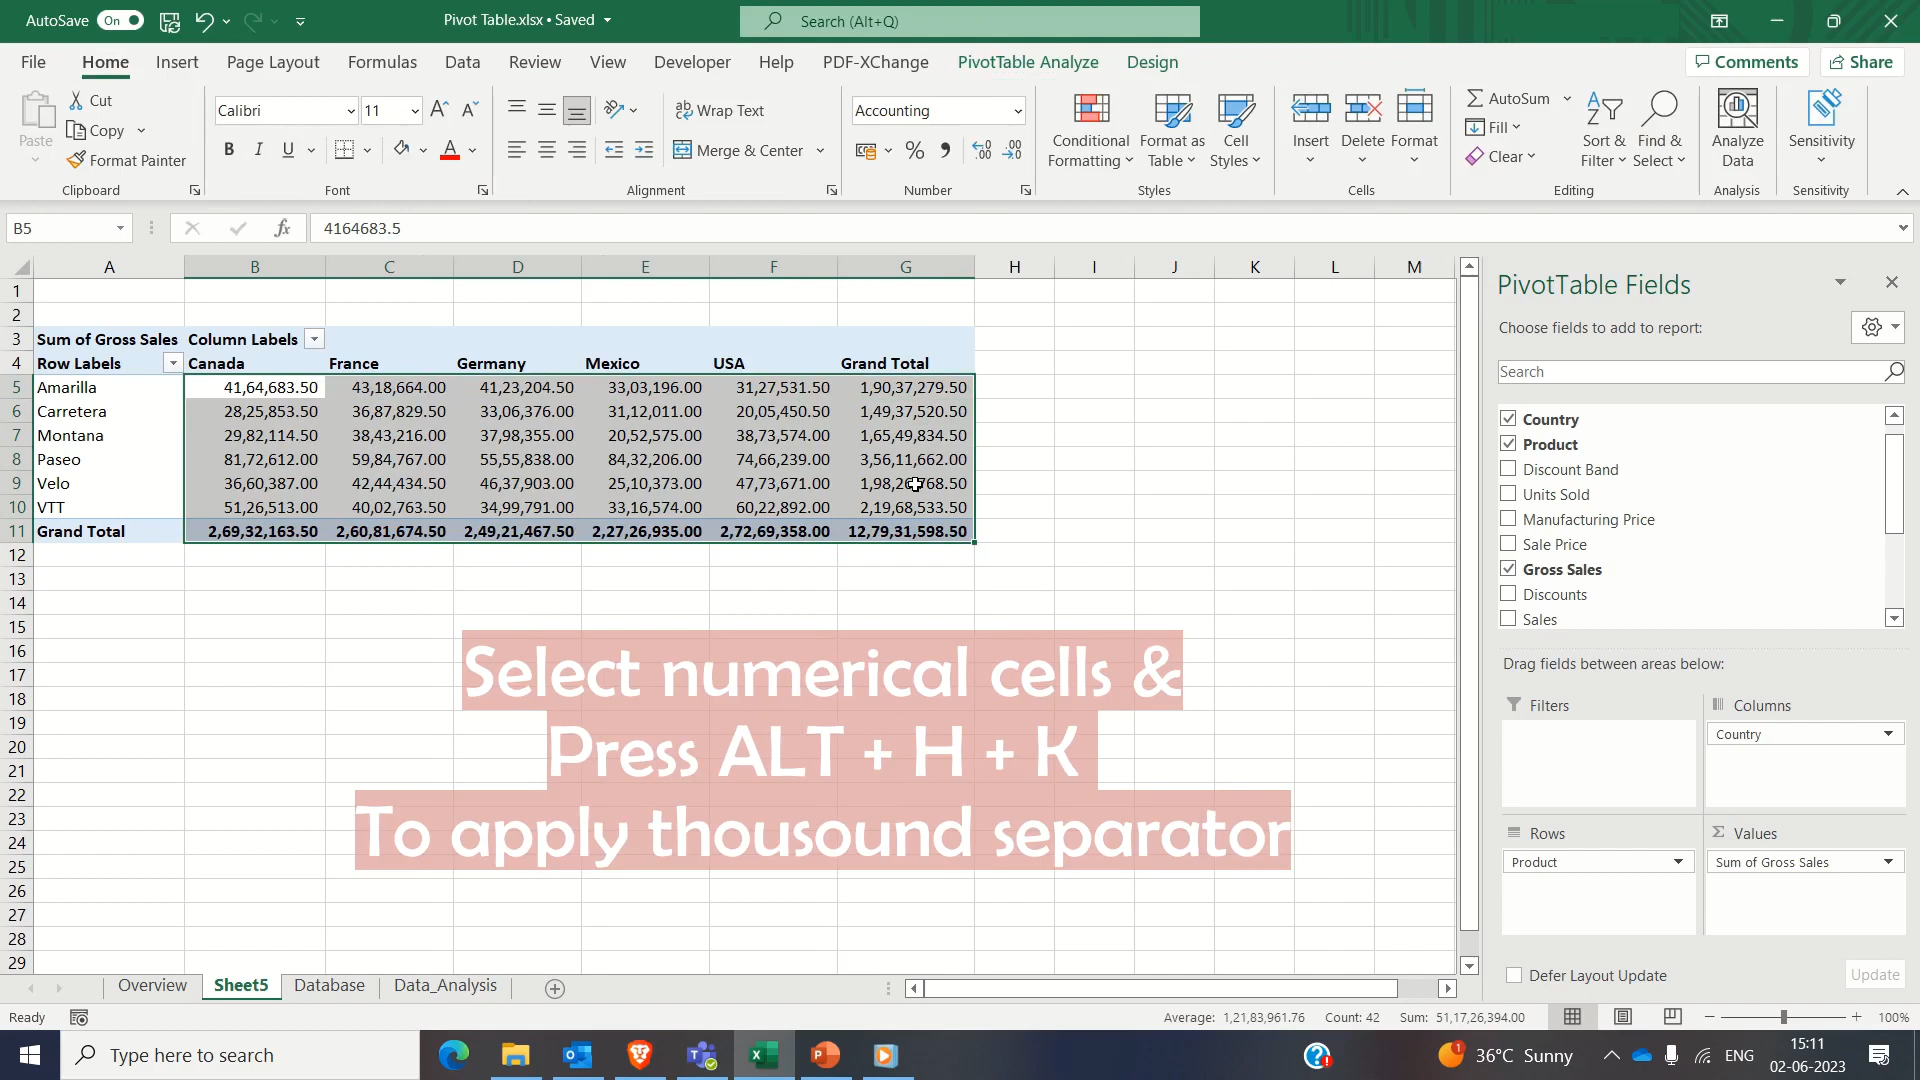 AutoSave On Pivot Table.xlsx • Saved Search (Alt+Q)
File Home Insert Page Layout Formulas Data Review View Developer Help PDF-XChange PivotTable Analyze Design Comments Share
Paste Cut Copy Format Painter
Calibri 11
Wrap Text Merge & Center
Accounting
Conditional Formatting Format as Table Cell Styles
Insert Delete Format
AutoSum Fill Clear Sort & Filter Find & Select
Analyze Data Sensitivity
Clipboard Font Alignment Number Styles Cells Editing Analysis Sensitivity
B5 fx 4164683.5
A B C D E F G H I J K L M
1
2
3 Sum of Gross Sales Column Labels
4 Row Labels Canada France Germany Mexico USA Grand Total
5 Amarilla 41,64,683.50 43,18,664.00 41,23,204.50 33,03,196.00 31,27,531.50 1,90,37,279.50
6 Carretera 28,25,853.50 36,87,829.50 33,06,376.00 31,12,011.00 20,05,450.50 1,49,37,520.50
7 Montana 29,82,114.50 38,43,216.00 37,98,355.00 20,52,575.00 38,73,574.00 1,65,49,834.50
8 Paseo 81,72,612.00 59,84,767.00 55,55,838.00 84,32,206.00 74,66,239.00 3,56,11,662.00
9 Velo 36,60,387.00 42,44,434.50 46,37,903.00 25,10,373.00 47,73,671.00
10 VTT 51,26,513.00 40,02,763.50 34,99,791.00 33,16,574.00 60,22,892.00 2,19,68,533.50
11 Grand Total 2,69,32,163.50 2,60,81,674.50 2,49,21,467.50 2,27,26,935.00 2,72,69,358.00 12,79,31,598.50
12
13
14
15
16
17
18
19
20
21
22
23
24
25
26
27
28
29
Select numerical cells &
Press ALT + H + K
To apply thousound separator
PivotTable Fields
Choose fields to add to report:
Search
Country
Product
Discount Band
Units Sold
Manufacturing Price
Sale Price
Gross Sales
Discounts
Sales
Drag fields between areas below:
Filters Columns
Country
Rows Σ Values
Product Sum of Gross Sales
Defer Layout Update Update
Overview Sheet5 Database Data_Analysis
Ready Average: 1,21,83,961.76 Count: 42 Sum: 51,17,26,394.00 100%
Type here to search 1 36°C Sunny ENG 15:11
02-06-2023